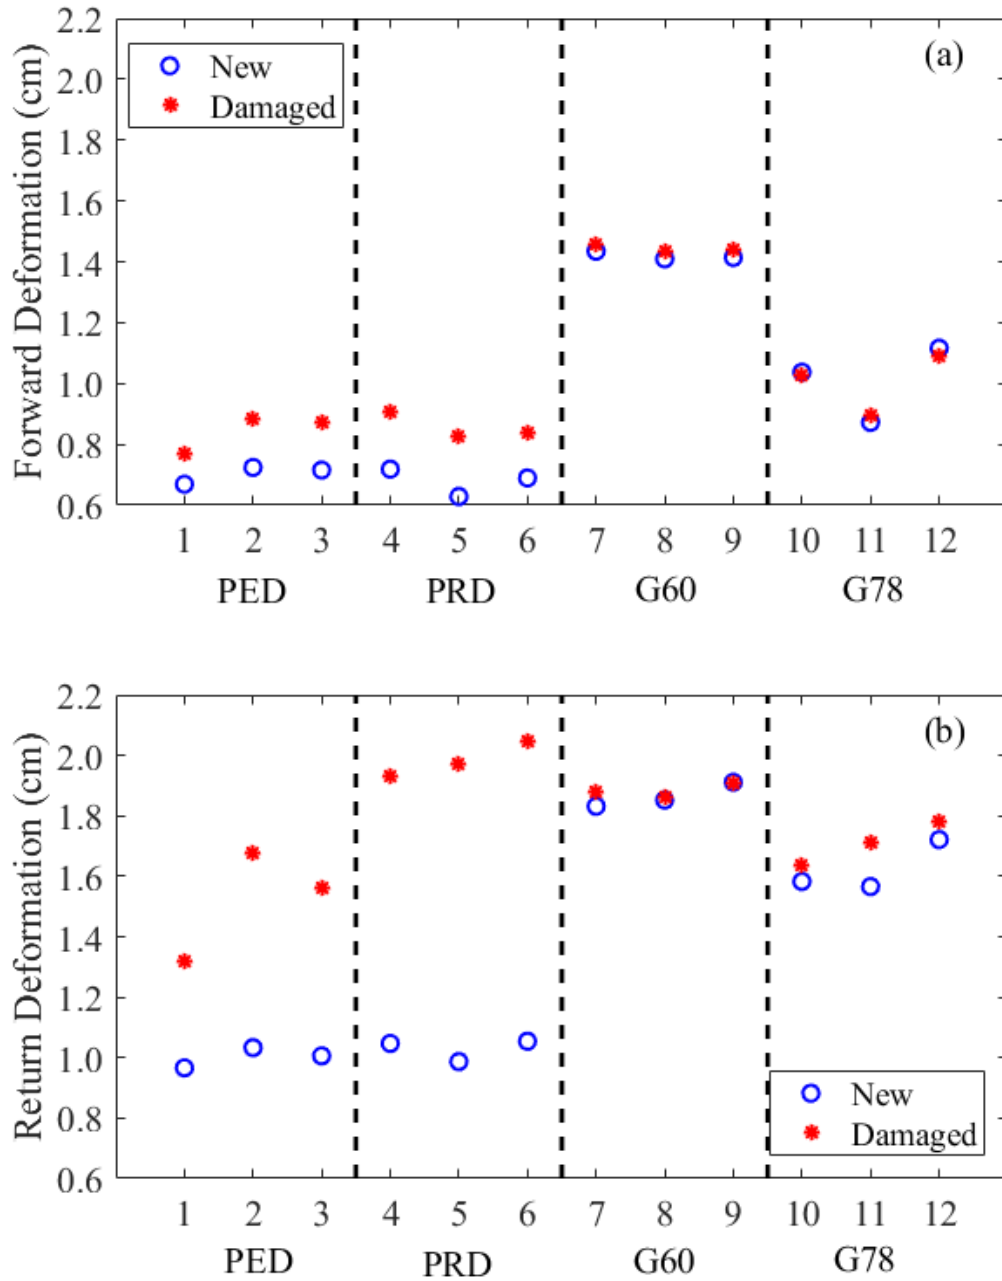 2.2
(a)
New
Damaged
2.0
1.8
1.6
1.4
1.2
1.0
0.8
0.6
Forward Deformation (cm)
1 2 3 4 5 6 7 8 9 10 11 12
PED PRD G60 G78
2.2
(b)
2.0
1.8
1.6
1.4
1.2
1.0
0.8
0.6
Return Deformation (cm)
New
Damaged
1 2 3 4 5 6 7 8 9 10 11 12
PED PRD G60 G78